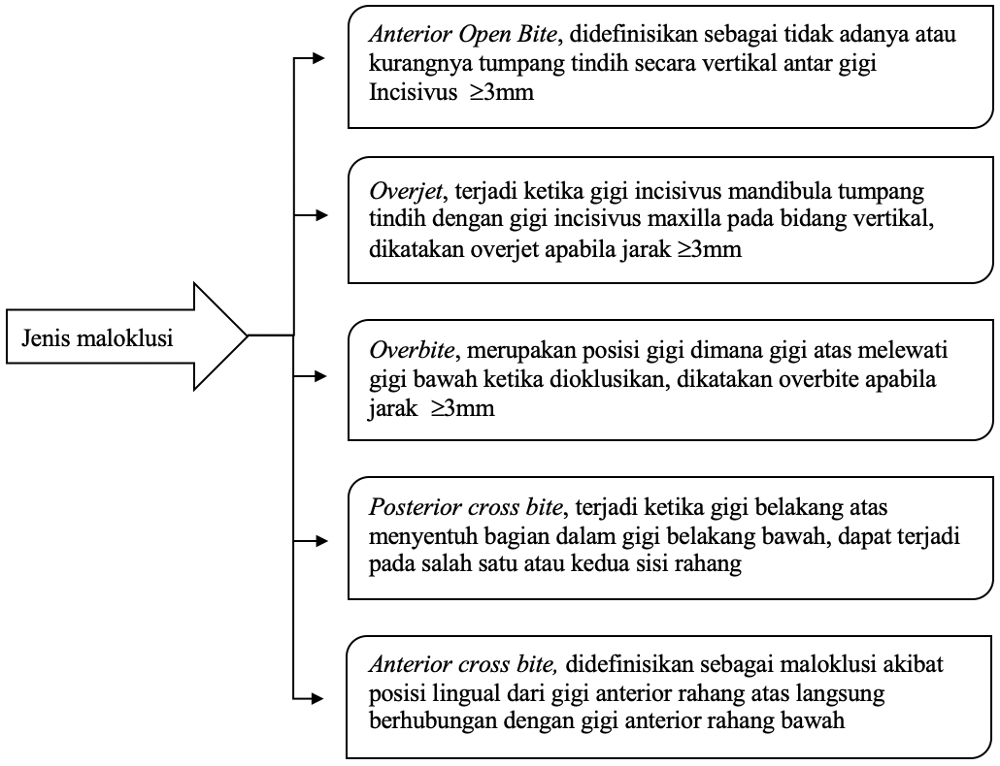 Jenis maloklusi
Anterior Open Bite, didefinisikan sebagai tidak adanya atau
kurangnya tumpang tindih secara vertikal antar gigi
Incisivus ≥3mm
Overjet, terjadi ketika gigi incisivus mandibula tumpang
tindih dengan gigi incisivus maxilla pada bidang vertikal,
dikatakan overjet apabila jarak ≥3mm
Overbite, merupakan posisi gigi dimana gigi atas melewati
gigi bawah ketika dioklusikan, dikatakan overbite apabila
jarak ≥3mm
Posterior cross bite, terjadi ketika gigi belakang atas
menyentuh bagian dalam gigi belakang bawah, dapat terjadi
pada salah satu atau kedua sisi rahang
Anterior cross bite, didefinisikan sebagai maloklusi akibat
posisi lingual dari gigi anterior rahang atas langsung
berhubungan dengan gigi anterior rahang bawah